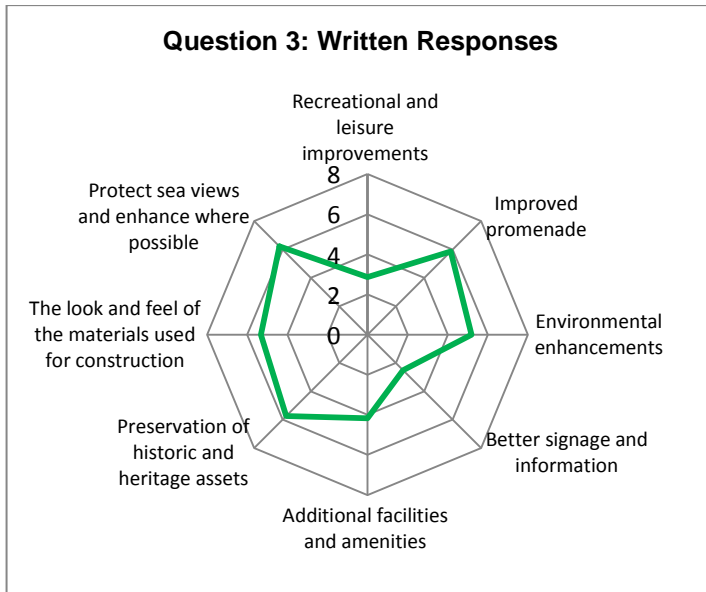 Question 3: Written Responses
Recreational and
leisure
improvements
8
6
4
2
0
Improved
promenade
Environmental
enhancements
Better signage and
information
Additional facilities
and amenities
Preservation of
historic and
heritage assets
The look and feel of
the materials used
for construction
Protect sea views
and enhance where
possible